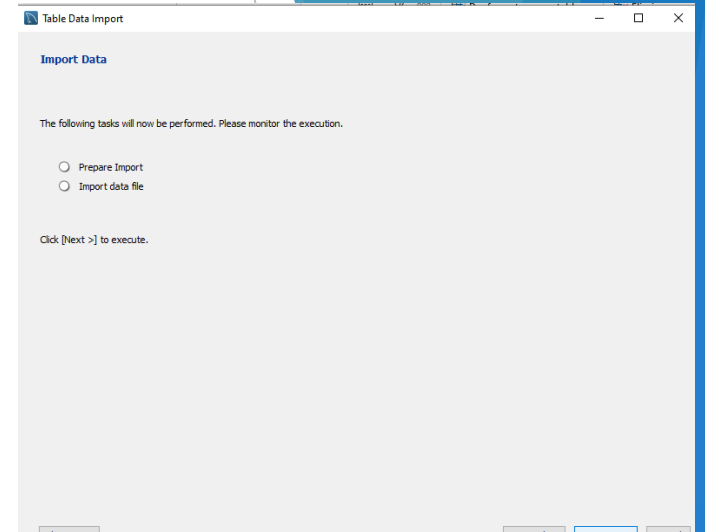 Table Data Import
Import Data
The following tasks will now be performed. Please monitor the execution.
Prepare Import
Import data file
Click [Next >] to execute.